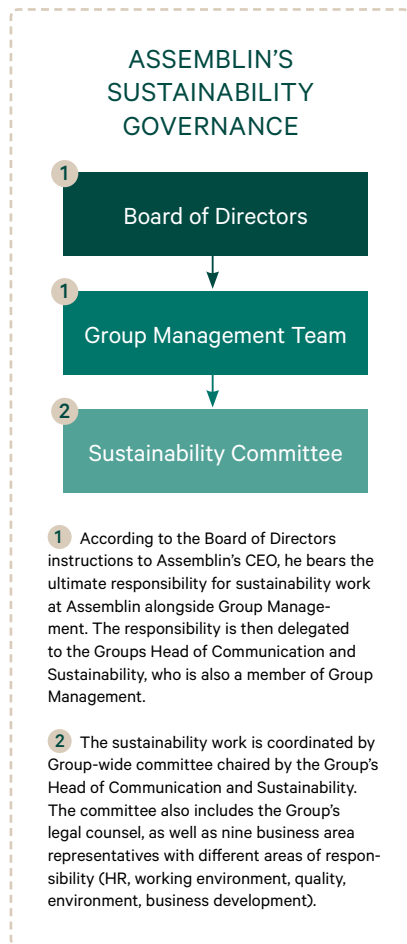 ASSEMBLIN’S
SUSTAINABILITY
GOVERNANCE
1
Board of Directors
1
Group Management Team
2
Sustainability Committee
1 According to the Board of Directors
instructions to Assemblin’s CEO, he bears the
ultimate responsibility for sustainability work
at Assemblin alongside Group Manage-
ment. The responsibility is then delegated
to the Groups Head of Communication and
Sustainability, who is also a member of Group
Management.
2 The sustainability work is coordinated by
Group-wide committee chaired by the Group’s
Head of Communication and Sustainability.
The committee also includes the Group’s
legal counsel, as well as nine business area
representatives with different areas of respon-
sibility (HR, working environment, quality,
environment, business development).